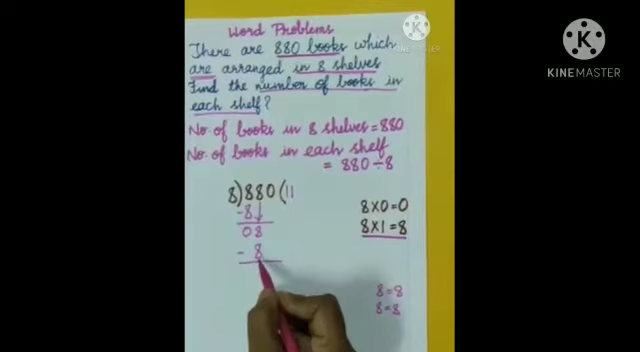 Word Problems
There are 880 books which
are arranged in 8 shelves
Find the number of books in
each shelf?
No. of books in 8 shelves = 880
No. of books in each shelf
= 880 ÷ 8
8)880(11
-8↓
08
- 8
8×0=0
8×1=8
8=8
8=8
KINEMASTER
KINEMASTER